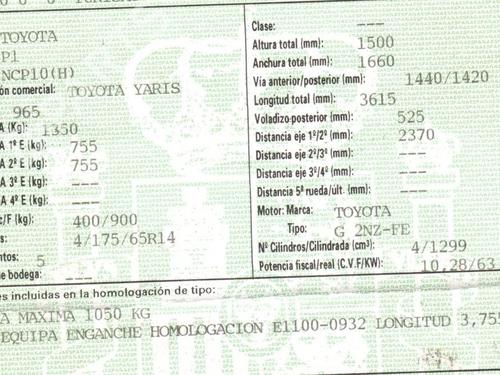 TOYOTA
P1
NCP10(H)
ón comercial: TOYOTA YARIS
965
A (Kg): 1350
A 1º E (kg): 755
A 2º E (kg): 755
A 3º E (kg): ---
A 4º E (kg): ---
c/F (kg): 400/900
s: 4/175/65R14
ntos: 5
e bodega: ---
Clase: ---
Altura total (mm): 1500
Anchura total (mm): 1660
Vía anterior/posterior (mm): 1440/1420
Longitud total (mm): 3615
Voladizo posterior (mm): 525
Distancia eje 1º/2º (mm): 2370
Distancia eje 2º/3º (mm): ---
Distancia eje 3º/4º (mm): ---
Distancia 5ª rueda/últ. (mm): ---
Motor: Marca: TOYOTA
Tipo: G 2NZ-FE
Nº Cilindros/Cilindrada (cm³): 4/1299
Potencia fiscal/real (C.V.F/KW): 10,28/63
es incluidas en la homologación de tipo:
A MAXIMA 1050 KG
EQUIPA ENGANCHE HOMOLOGACION E1100-0932 LONGITUD 3,755